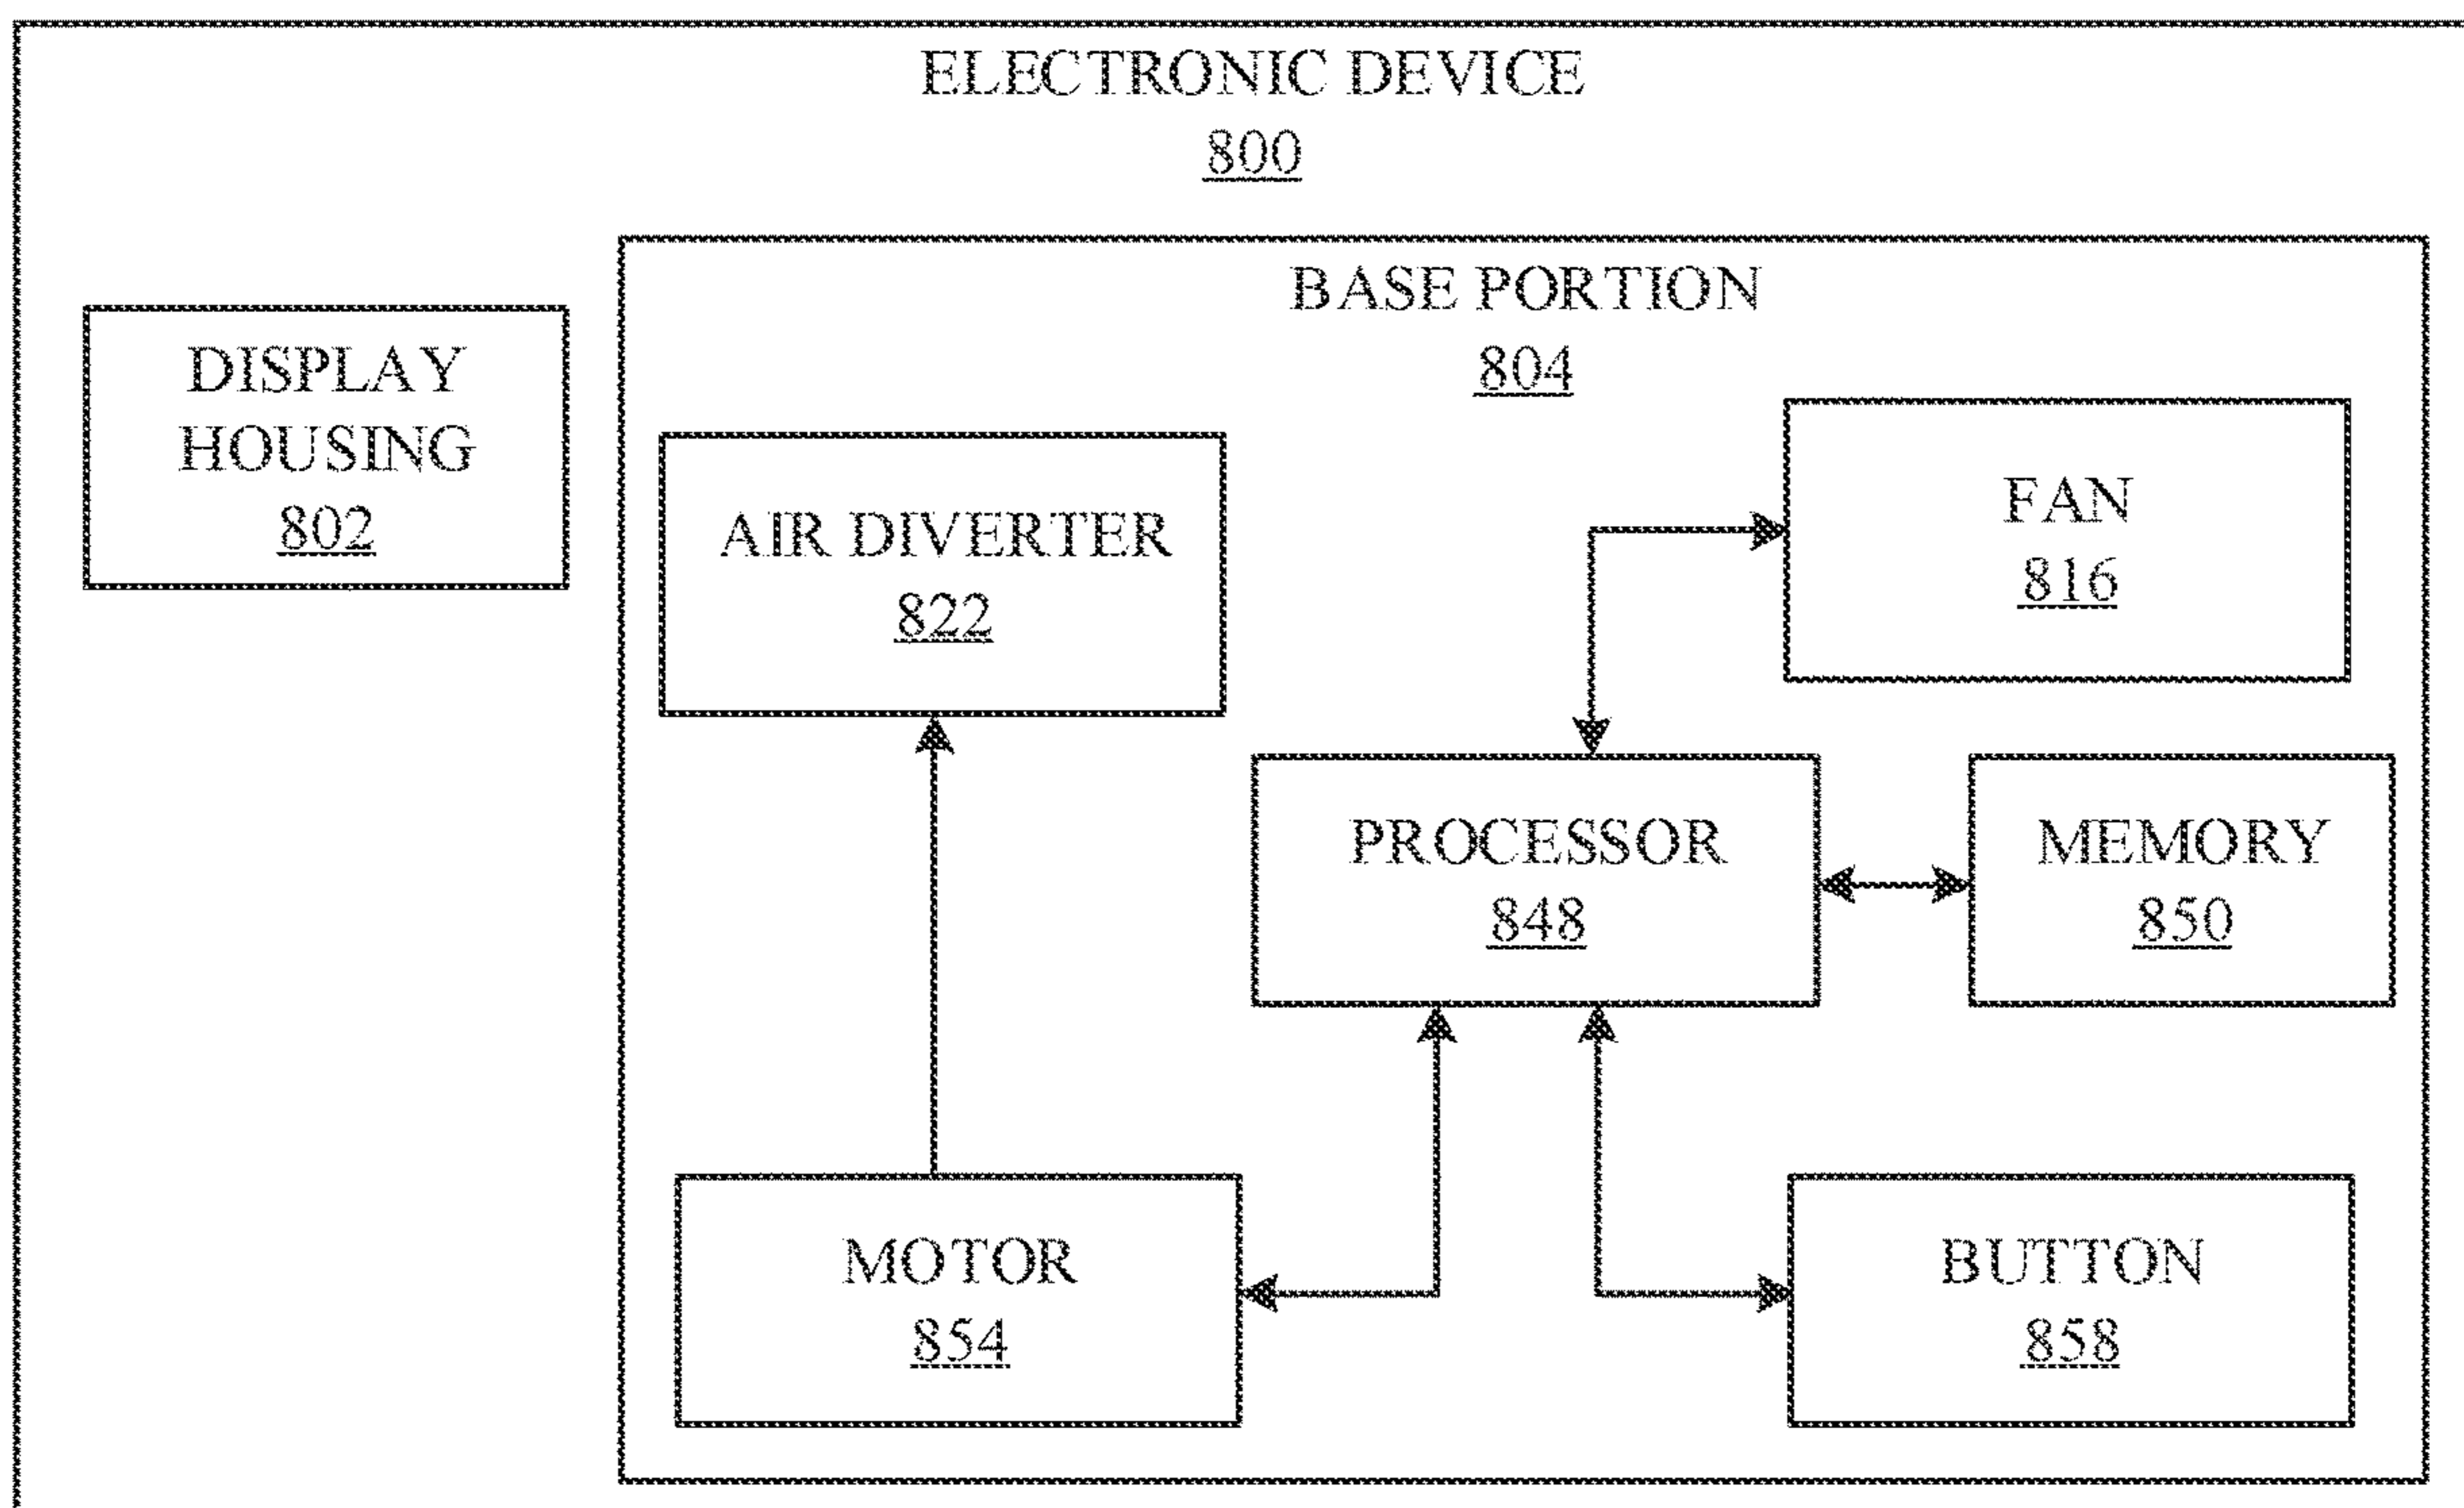 ELECTRONIC DEVICE
800
BASE PORTION
804
DISPLAY
HOUSING
802
AIR DIVERTER
822
FAN
816
PROCESSOR
848
MEMORY
850
MOTOR
854
BUTTON
858